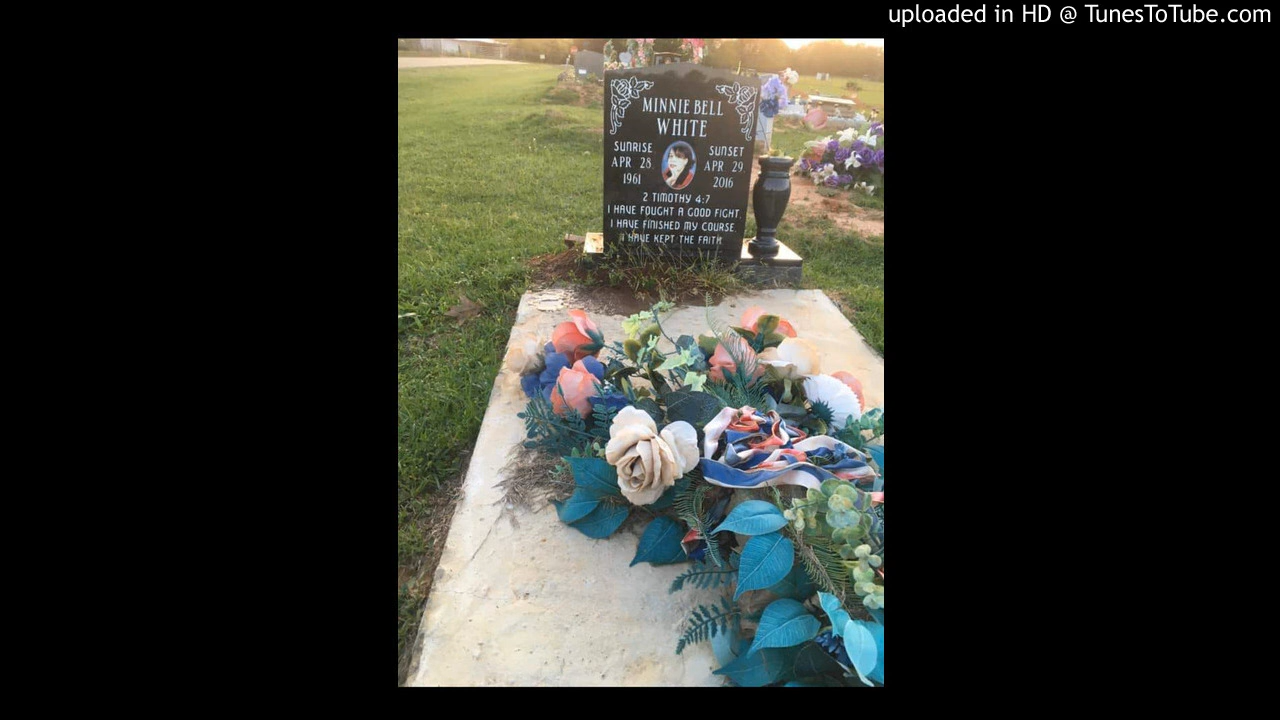 uploaded in HD @ TunesToTube.com
MINNIE BELL
WHITE
SUNRISE
APR 28
1961
SUNSET
APR 29
2016
2 TIMOTHY 4:7
I HAVE FOUGHT A GOOD FIGHT.
I HAVE FINISHED MY COURSE.
I HAVE KEPT THE FAITH